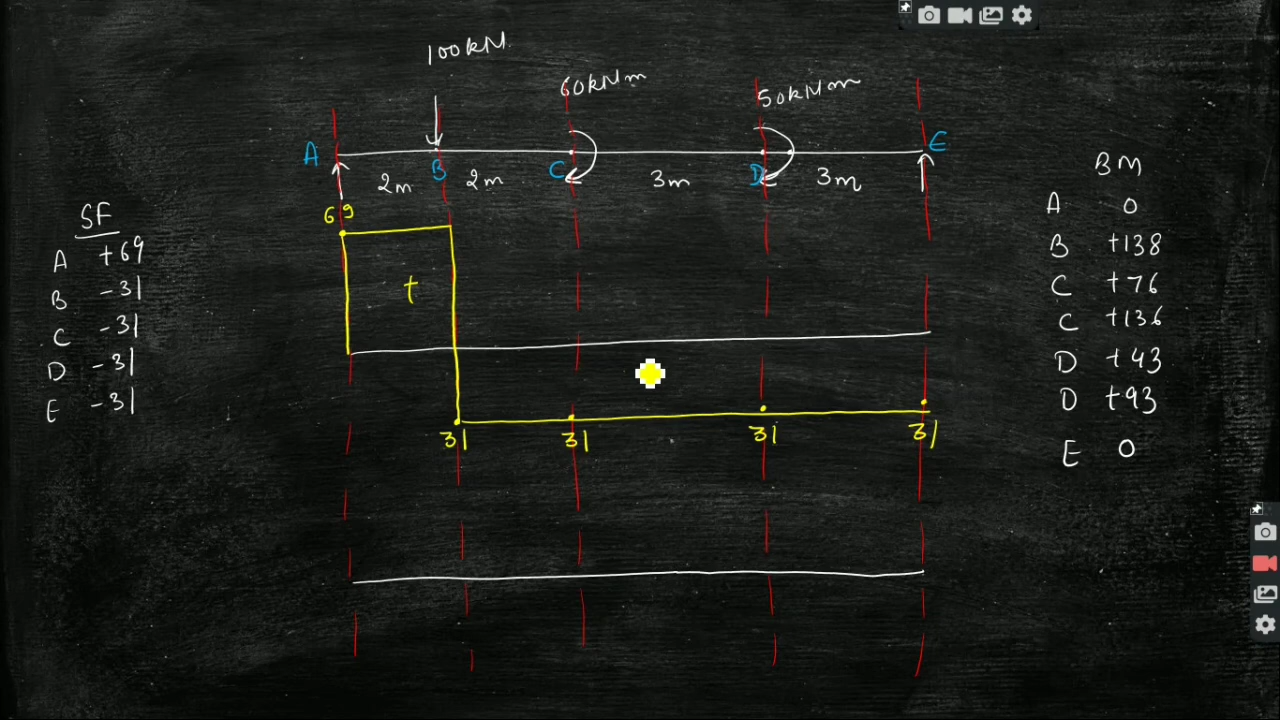 100kN
60kNm
50kNm
A
B
C
D
E
2m
2m
3m
3m
SF
A +69
B -31
C -31
D -31
E -31
69
+
31
31
31
31
BM
A 0
B +138
C +76
C +136
D +43
D +93
E 0